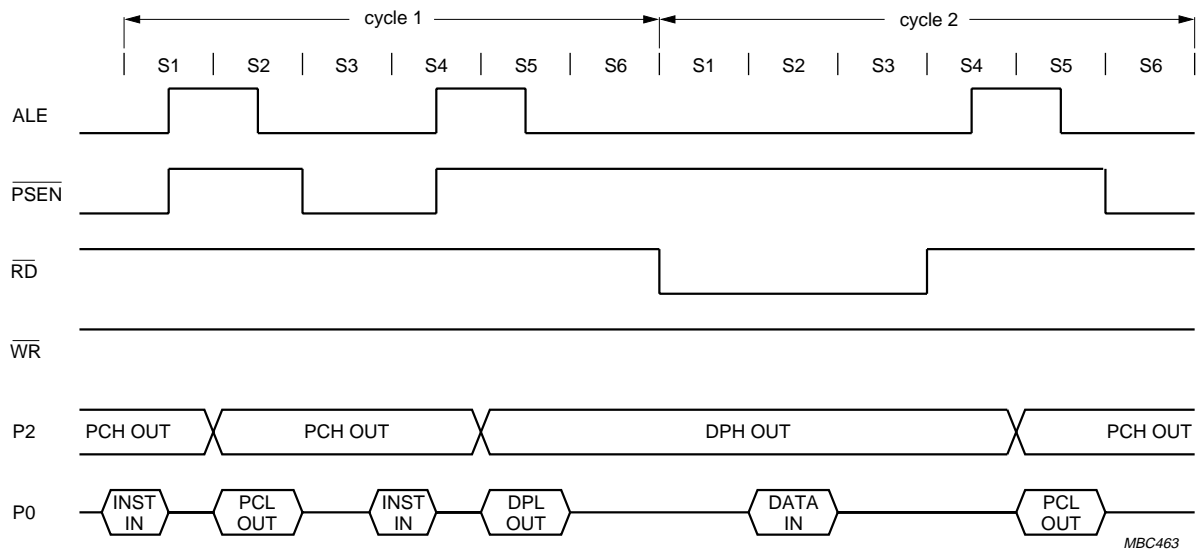 cycle 1 cycle 2
S1 S2 S3 S4 S5 S6 S1 S2 S3 S4 S5 S6
ALE
PSEN
RD
WR
P2 PCH OUT PCH OUT DPH OUT PCH OUT
P0 INST IN PCL OUT INST IN DPL OUT DATA IN PCL OUT
MBC463